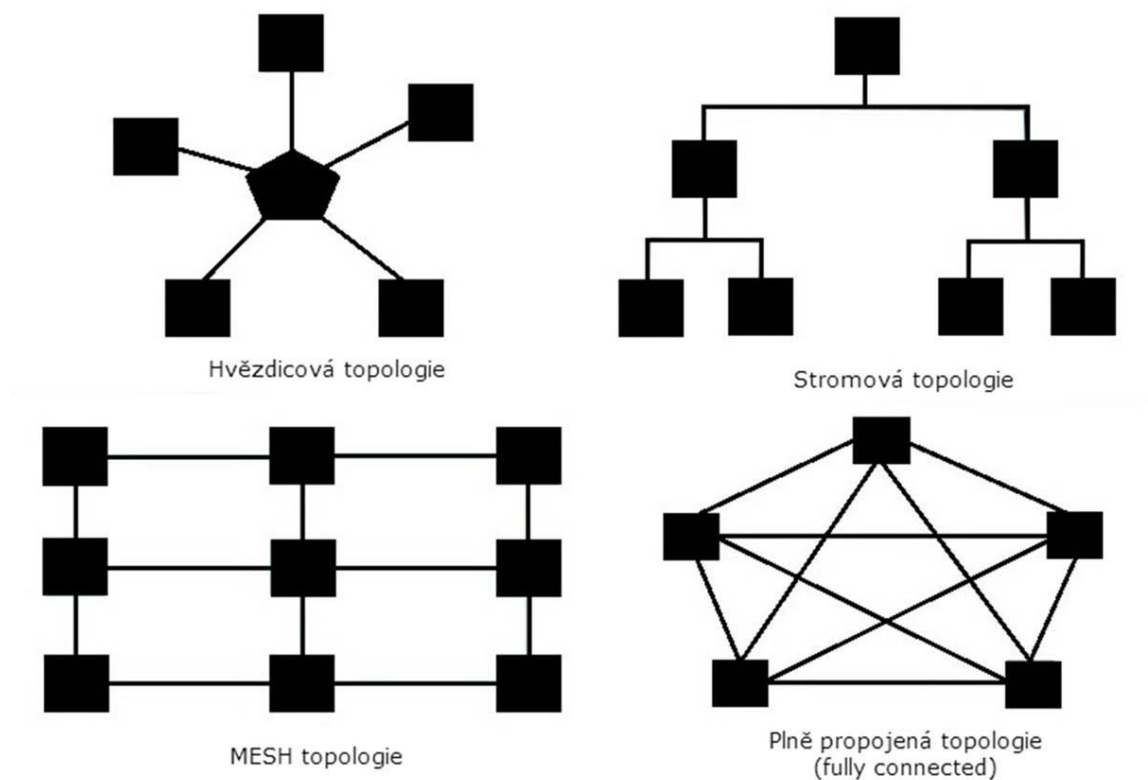 Hvězdicová topologie
Stromová topologie
MESH topologie
Plně propojená topologie
(fully connected)